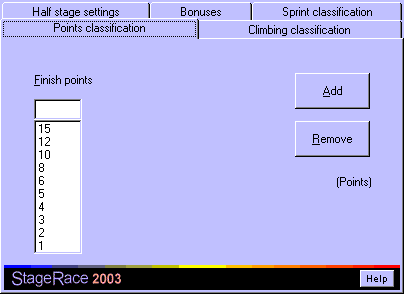 Half stage settings
Bonuses
Sprint classification
Points classification
Climbing classification
Finish points
Add
15
12
10
8
6
5
4
3
2
1
Remove
(Points)
StageRace 2003
Help